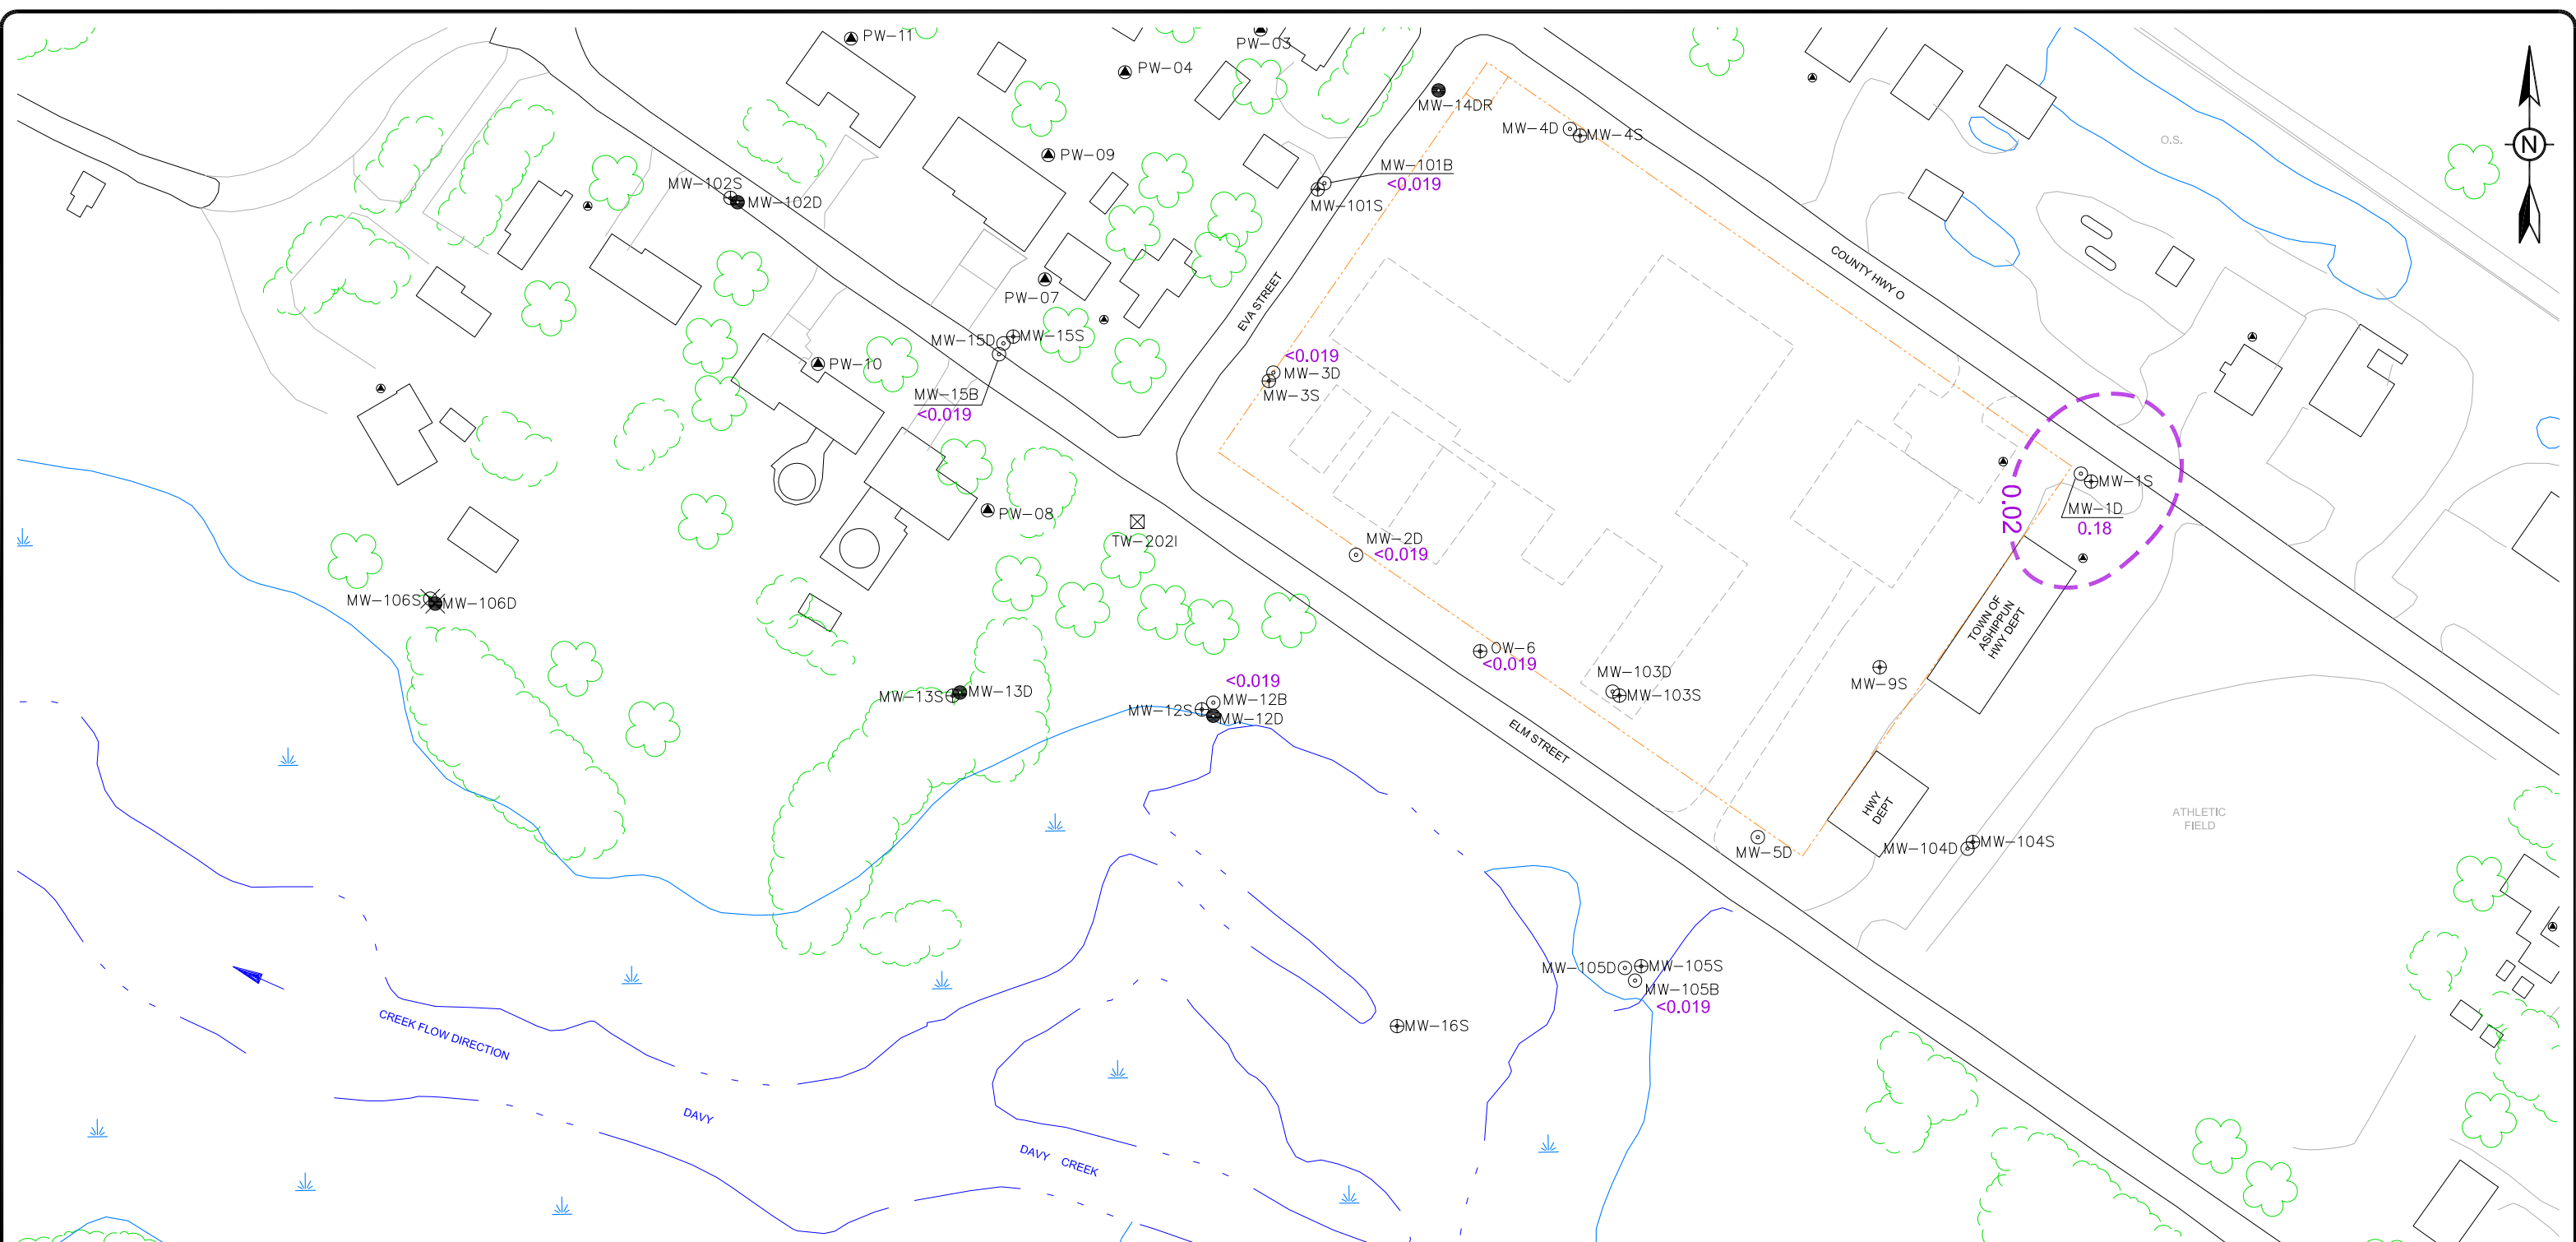 PW-11
PW-03
PW-04
MW-14DR
MW-4D
MW-4S
N
O.S.
PW-09
MW-101B
<0.019
MW-101S
MW-102S
MW-102D
COUNTY HWY O
PW-07
EVA STREET
MW-15D
MW-15S
PW-10
MW-15B
<0.019
<0.019
MW-3D
MW-3S
MW-1S
MW-1D
0.18
0.02
PW-08
TW-202I
MW-2D
<0.019
MW-106S
MW-106D
TOWN OF
ASHIPPUN
HWY DEPT
OW-6
<0.019
MW-103D
MW-103S
MW-9S
MW-13S
MW-13D
<0.019
MW-12B
MW-12S
MW-12D
ELM STREET
HWY
DEPT
ATHLETIC
FIELD
MW-5D
MW-104D
MW-104S
MW-105D
MW-105S
MW-105B
<0.019
MW-16S
CREEK FLOW DIRECTION
DAVY
DAVY CREEK